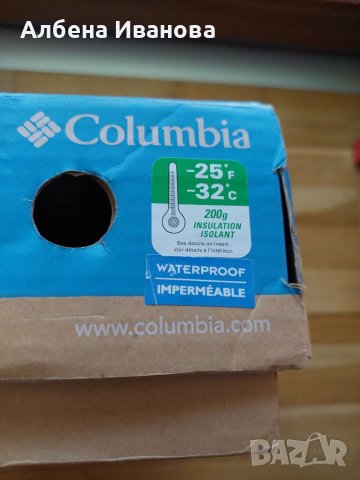 Албена Иванова
Columbia
-25°F
-32°C
200g
INSULATION
ISOLANT
See details on insert.
Voir détails à l'intérieur.
WATERPROOF
IMPERMÉABLE
www.columbia.com
BAZAR